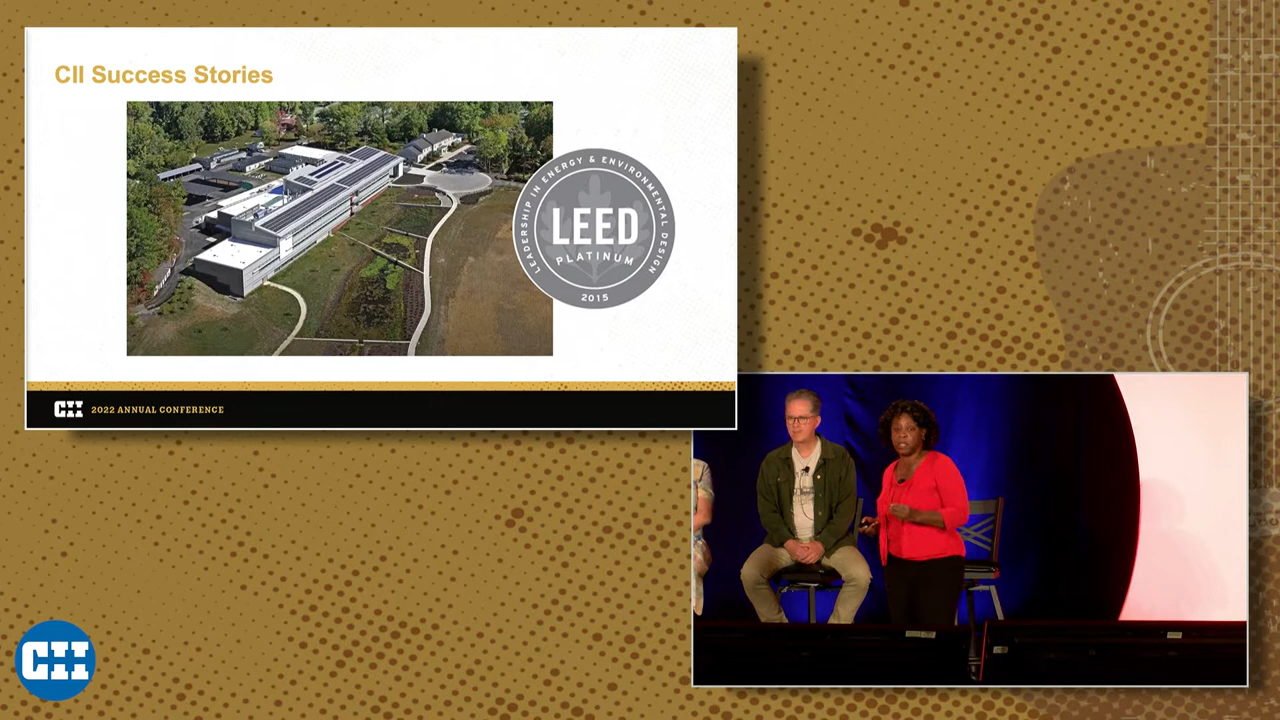 CII Success Stories
LEADERSHIP IN ENERGY & ENVIRONMENTAL DESIGN
LEED
PLATINUM
2015
CII 2022 ANNUAL CONFERENCE
CII